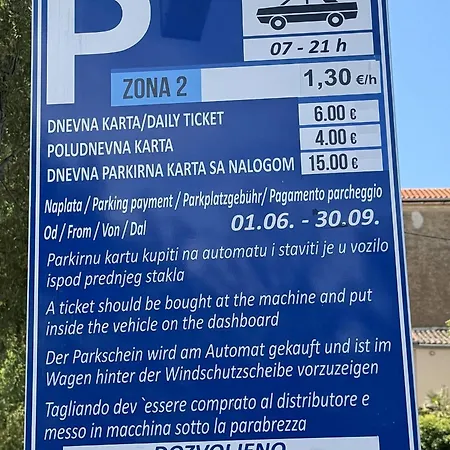 P
07 - 21 h
ZONA 2 1,30 €/h
DNEVNA KARTA/DAILY TICKET 6.00 €
POLUDNEVNA KARTA 4.00 €
DNEVNA PARKIRNA KARTA SA NALOGOM 15.00 €
Naplata / Parking payment / Parkplatzgebühr/ Pagamento parcheggio
Od / From / Von / Dal 01.06. - 30.09.
Parkirnu kartu kupiti na automatu i staviti je u vozilo
ispod prednjeg stakla
A ticket should be bought at the machine and put
inside the vehicle on the dashboard
Der Parkschein wird am Automat gekauft und ist im
Wagen hinter der Windschutzscheibe vorzuzeigen
Tagliando dev `essere comprato al distributore e
messo in macchina sotto la parabrezza
DOZVOLJENO